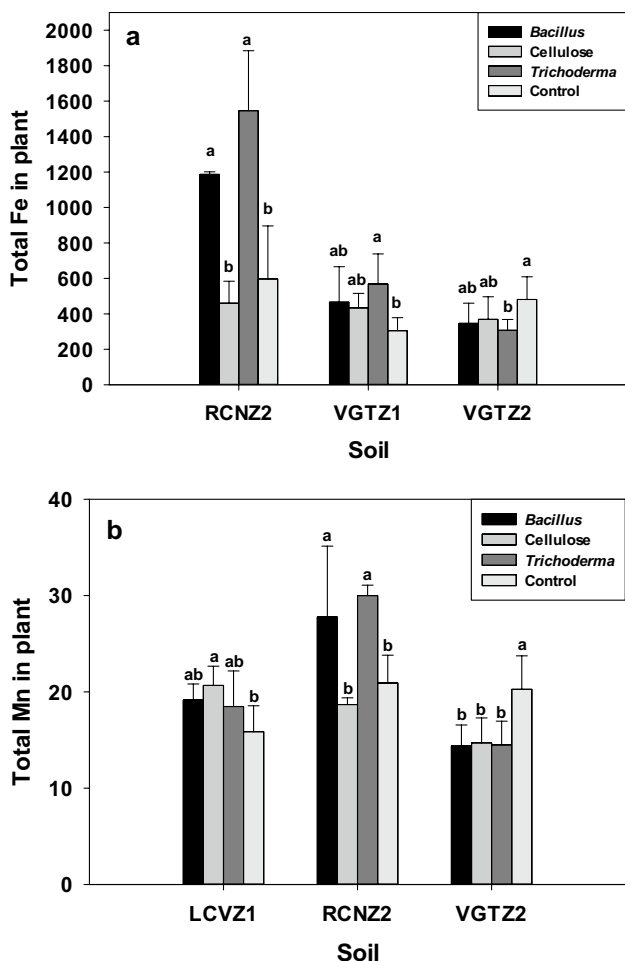 a
Bacillus
Cellulose
Trichoderma
Control
Total Fe in plant
2000
1800
1600
1400
1200
1000
800
600
400
200
0
a
b
a
b
ab
ab
a
b
ab
ab
b
a
RCNZ2 VGTZ1 VGTZ2
Soil
b
Bacillus
Cellulose
Trichoderma
Control
Total Mn in plant
40
30
20
10
0
ab
a
ab
b
a
b
a
b
b
b
b
a
LCVZ1 RCNZ2 VGTZ2
Soil